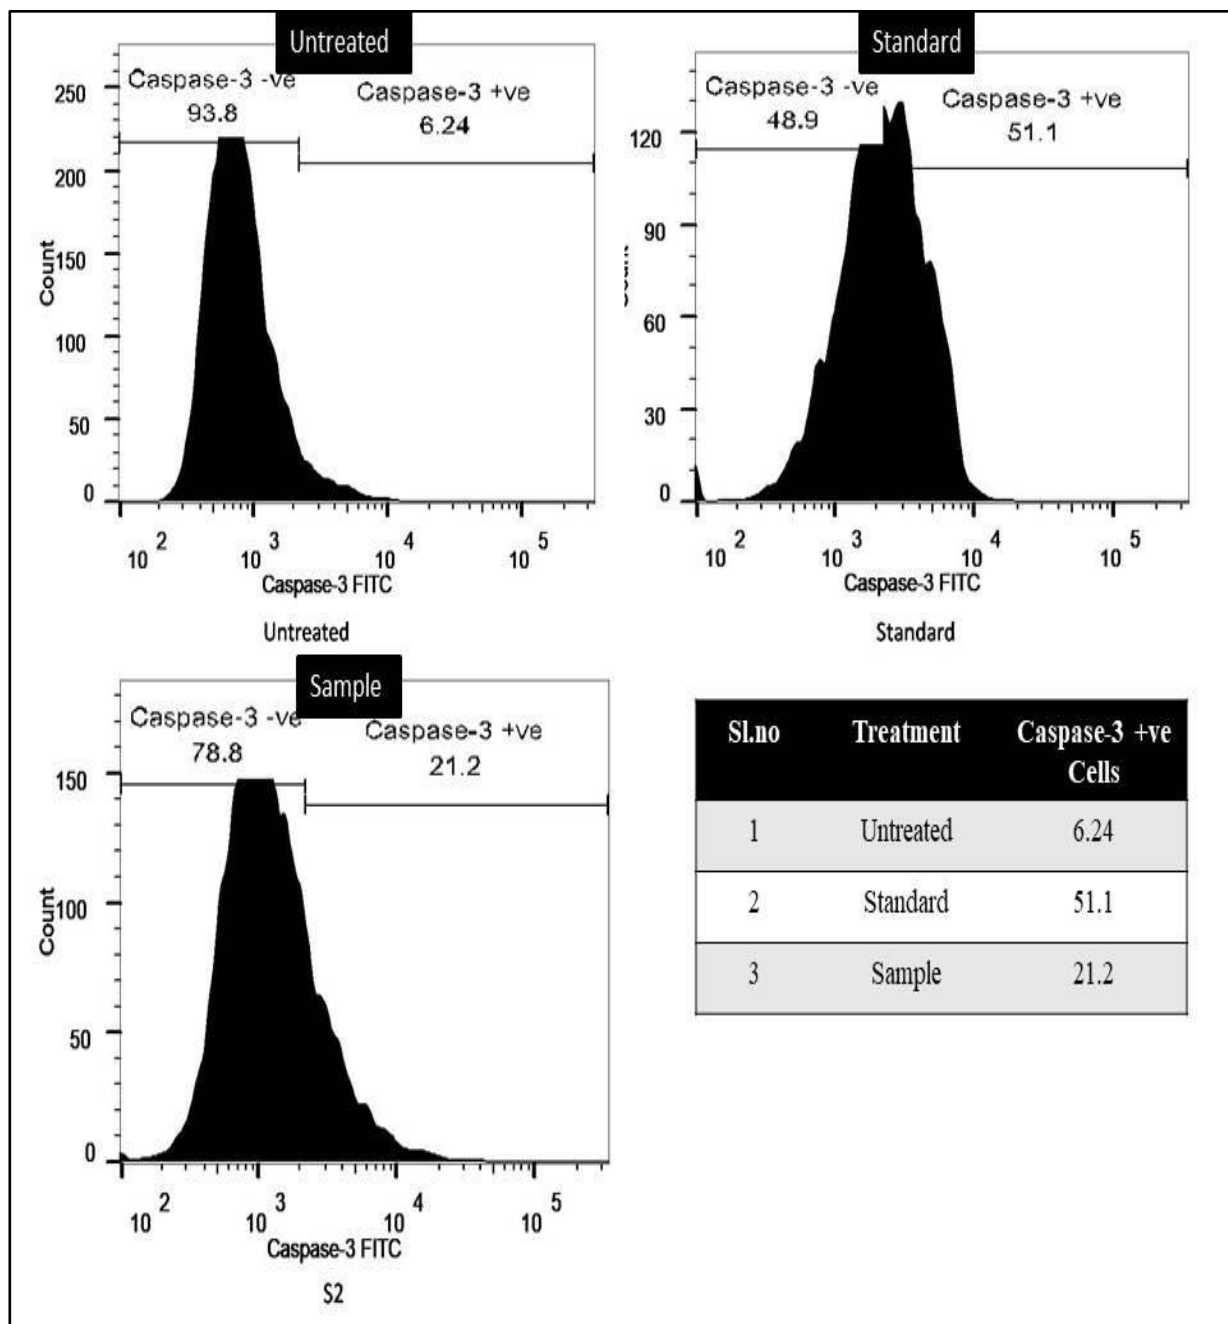 Untreated
Caspase-3 -ve
93.8
Caspase-3 +ve
6.24
250
200
150
100
50
0
Count
10 2
10 3
10 4
10 5
Caspase-3 FITC
Untreated
Standard
Caspase-3 -ve
48.9
Caspase-3 +ve
51.1
120
90
60
30
0
Count
10 2
10 3
10 4
10 5
Caspase-3 FITC
Standard
Sample
Caspase-3 -ve
78.8
Caspase-3 +ve
21.2
150
100
50
0
Count
10 2
10 3
10 4
10 5
Caspase-3 FITC
S2
Sl.no Treatment Caspase-3 +ve
Cells
1 Untreated 6.24
2 Standard 51.1
3 Sample 21.2